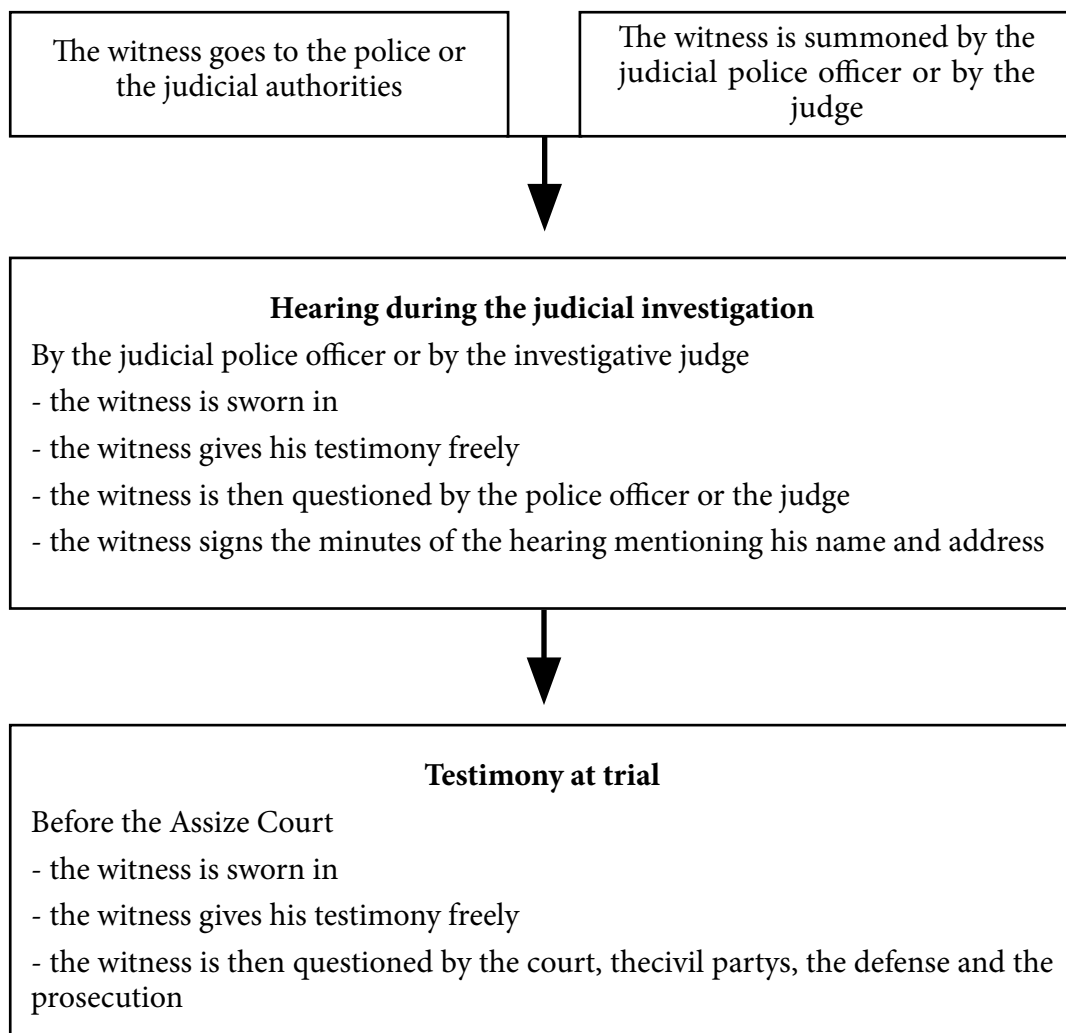 The witness goes to the police or
the judicial authorities
The witness is summoned by the
judicial police officer or by the
judge
Hearing during the judicial investigation
By the judicial police officer or by the investigative judge
- the witness is sworn in
- the witness gives his testimony freely
- the witness is then questioned by the police officer or the judge
- the witness signs the minutes of the hearing mentioning his name and address
Testimony at trial
Before the Assize Court
- the witness is sworn in
- the witness gives his testimony freely
- the witness is then questioned by the court, thecivil partys, the defense and the
prosecution